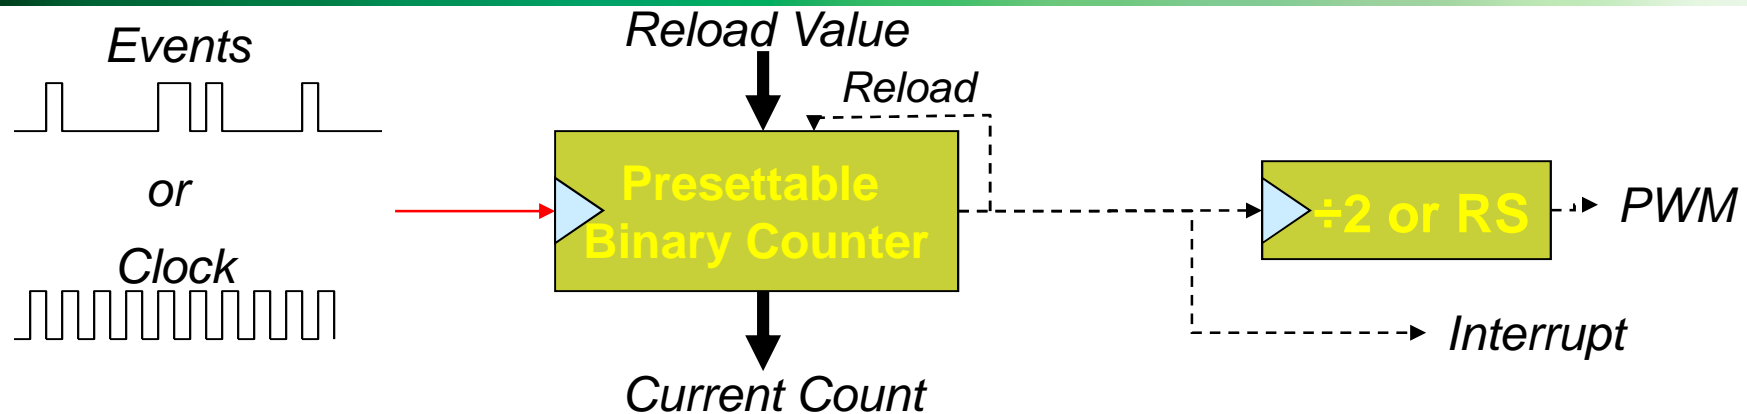 Events
Reload Value
Reload
or
Presettable
Binary Counter
÷2 or RS
PWM
Clock
Interrupt
Current Count